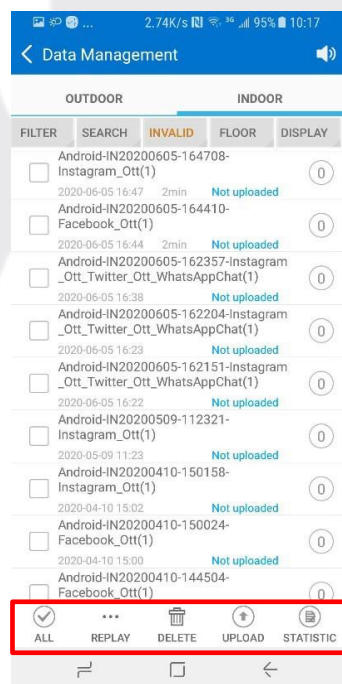 ... 2.74K/s 3G 95% 10:17
Data Management
OUTDOOR INDOOR
FILTER SEARCH INVALID FLOOR DISPLAY
Android-IN20200605-164708-
Instagram_Ott(1)
0
2020-06-05 16:47 2min Not uploaded
Android-IN20200605-164410-
Facebook_Ott(1)
0
2020-06-05 16:44 2min Not uploaded
Android-IN20200605-162357-Instagram
_Ott_Twitter_Ott_WhatsAppChat(1)
0
2020-06-05 16:38 Not uploaded
Android-IN20200605-162204-Instagram
_Ott_Twitter_Ott_WhatsAppChat(1)
0
2020-06-05 16:23 Not uploaded
Android-IN20200605-162151-Instagram
_Ott_Twitter_Ott_WhatsAppChat(1)
0
2020-06-05 16:22 Not uploaded
Android-IN20200509-112321-
Instagram_Ott(1)
0
2020-05-09 11:23 Not uploaded
Android-IN20200410-150158-
Instagram_Ott(1)
0
2020-04-10 15:02 Not uploaded
Android-IN20200410-150024-
Facebook_Ott(1)
0
2020-04-10 15:00 Not uploaded
Android-IN20200410-144504-
Facebook_Ott(1)
0
ALL REPLAY DELETE UPLOAD STATISTIC